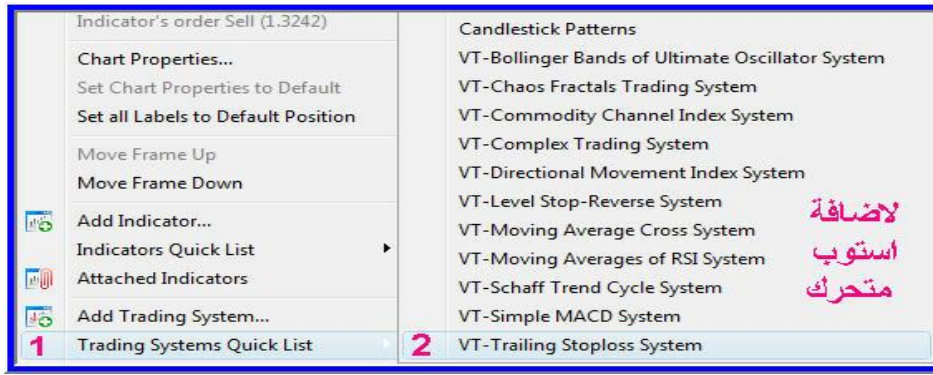 Indicator's order Sell (1.3242)
Chart Properties...
Set Chart Properties to Default
Set all Labels to Default Position
Move Frame Up
Move Frame Down
Add Indicator...
Indicators Quick List
Attached Indicators
Add Trading System...
1 Trading Systems Quick List
Candlestick Patterns
VT-Bollinger Bands of Ultimate Oscillator System
VT-Chaos Fractals Trading System
VT-Commodity Channel Index System
VT-Complex Trading System
VT-Directional Movement Index System
VT-Level Stop-Reverse System
VT-Moving Average Cross System
VT-Moving Averages of RSI System
VT-Schaff Trend Cycle System
VT-Simple MACD System
2 VT-Trailing Stoploss System
لاضافة
استوب
متحرك